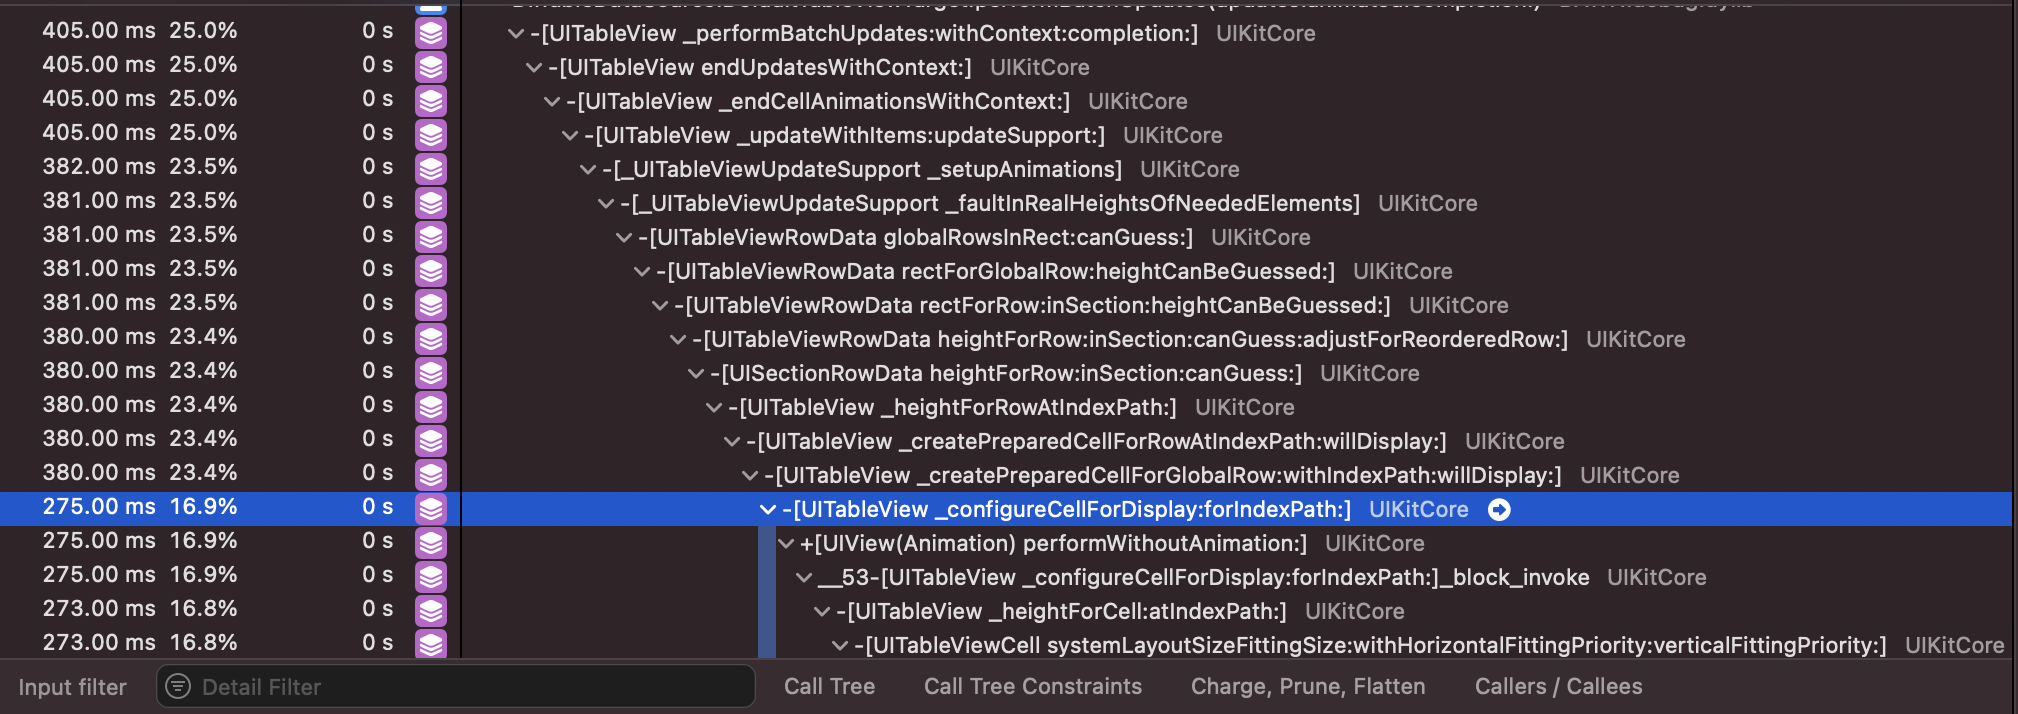 405.00 ms 25.0% 0 s -[UITableView _performBatchUpdates:withContext:completion:] UIKitCore
405.00 ms 25.0% 0 s -[UITableView endUpdatesWithContext:] UIKitCore
405.00 ms 25.0% 0 s -[UITableView _endCellAnimationsWithContext:] UIKitCore
405.00 ms 25.0% 0 s -[UITableView _updateWithItems:updateSupport:] UIKitCore
382.00 ms 23.5% 0 s -[_UITableViewUpdateSupport _setupAnimations] UIKitCore
381.00 ms 23.5% 0 s -[_UITableViewUpdateSupport _faultInRealHeightsOfNeededElements] UIKitCore
381.00 ms 23.5% 0 s -[UITableViewRowData globalRowsInRect:canGuess:] UIKitCore
381.00 ms 23.5% 0 s -[UITableViewRowData rectForGlobalRow:heightCanBeGuessed:] UIKitCore
381.00 ms 23.5% 0 s -[UITableViewRowData rectForRow:inSection:heightCanBeGuessed:] UIKitCore
380.00 ms 23.4% 0 s -[UITableViewRowData heightForRow:inSection:canGuess:adjustForReorderedRow:] UIKitCore
380.00 ms 23.4% 0 s -[UISectionRowData heightForRow:inSection:canGuess:] UIKitCore
380.00 ms 23.4% 0 s -[UITableView _heightForRowAtIndexPath:] UIKitCore
380.00 ms 23.4% 0 s -[UITableView _createPreparedCellForRowAtIndexPath:willDisplay:] UIKitCore
380.00 ms 23.4% 0 s -[UITableView _createPreparedCellForGlobalRow:withIndexPath:willDisplay:] UIKitCore
275.00 ms 16.9% 0 s -[UITableView _configureCellForDisplay:forIndexPath:] UIKitCore
275.00 ms 16.9% 0 s +[UIView(Animation) performWithoutAnimation:] UIKitCore
275.00 ms 16.9% 0 s __53-[UITableView _configureCellForDisplay:forIndexPath:]_block_invoke UIKitCore
273.00 ms 16.8% 0 s -[UITableView _heightForCell:atIndexPath:] UIKitCore
273.00 ms 16.8% 0 s -[UITableViewCell systemLayoutSizeFittingSize:withHorizontalFittingPriority:verticalFittingPriority:] UIKitCore
Input filter Detail Filter Call Tree Call Tree Constraints Charge, Prune, Flatten Callers / Callees